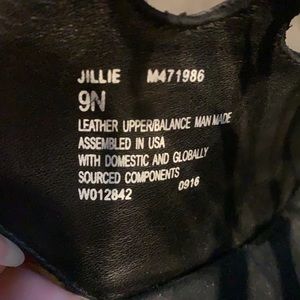 JILLIE M471986
9N
LEATHER UPPER/BALANCE MAN MADE
ASSEMBLED IN USA
WITH DOMESTIC AND GLOBALLY
SOURCED COMPONENTS
W012842 0916